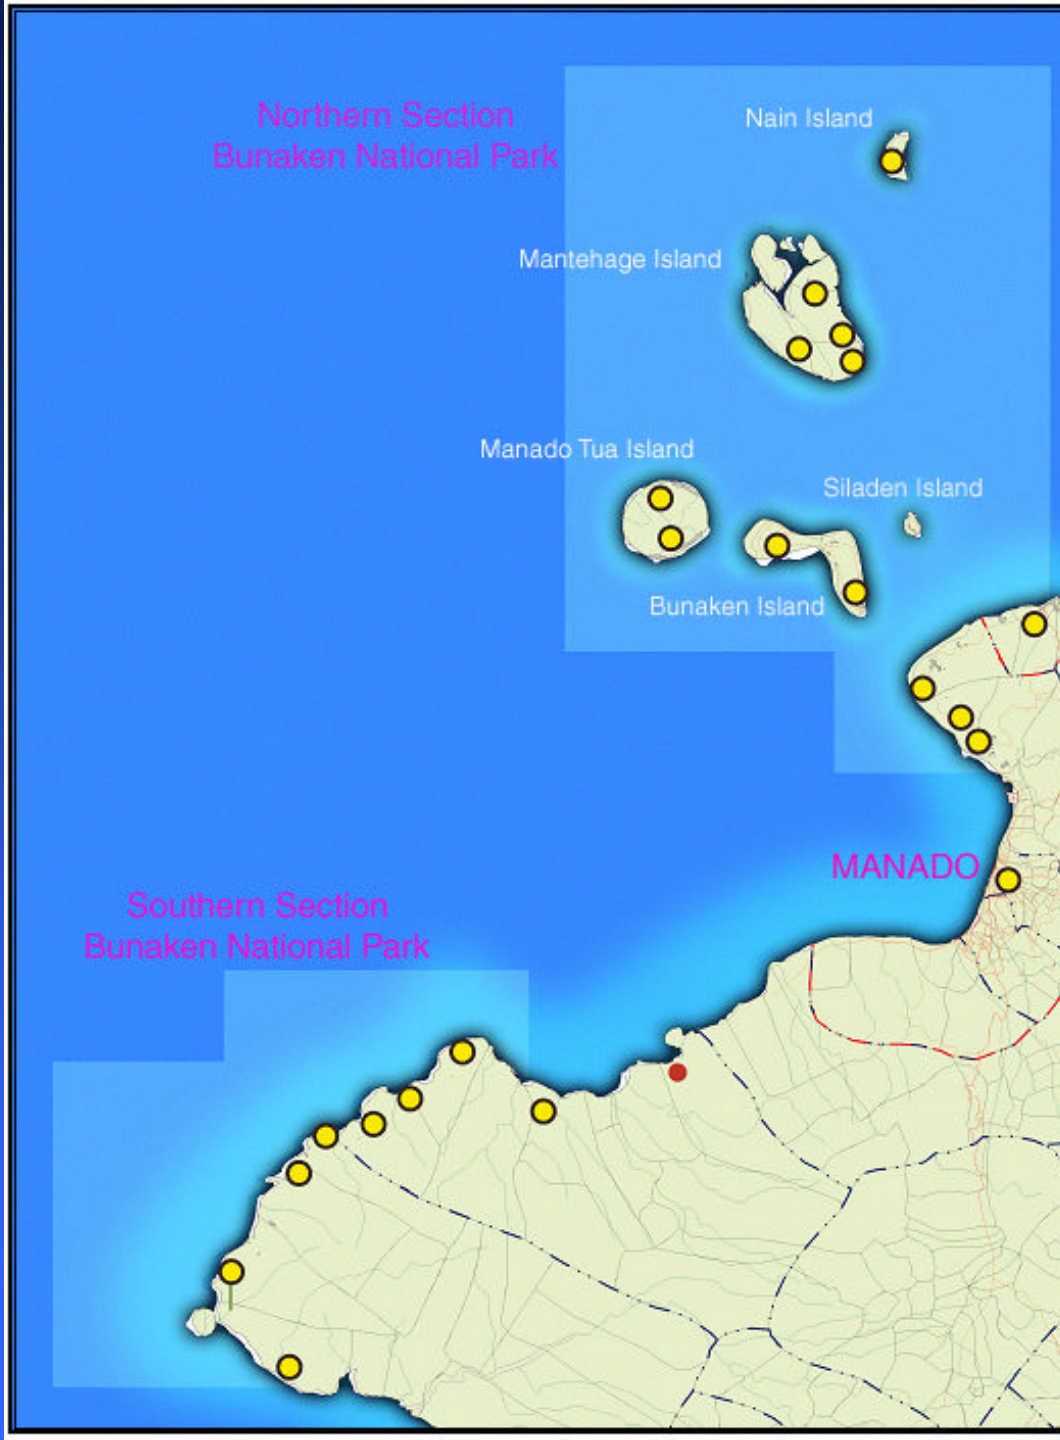 Northern Section
Bunaken National Park
Nain Island
Mantehage Island
Manado Tua Island
Siladen Island
Bunaken Island
MANADO
Southern Section
Bunaken National Park